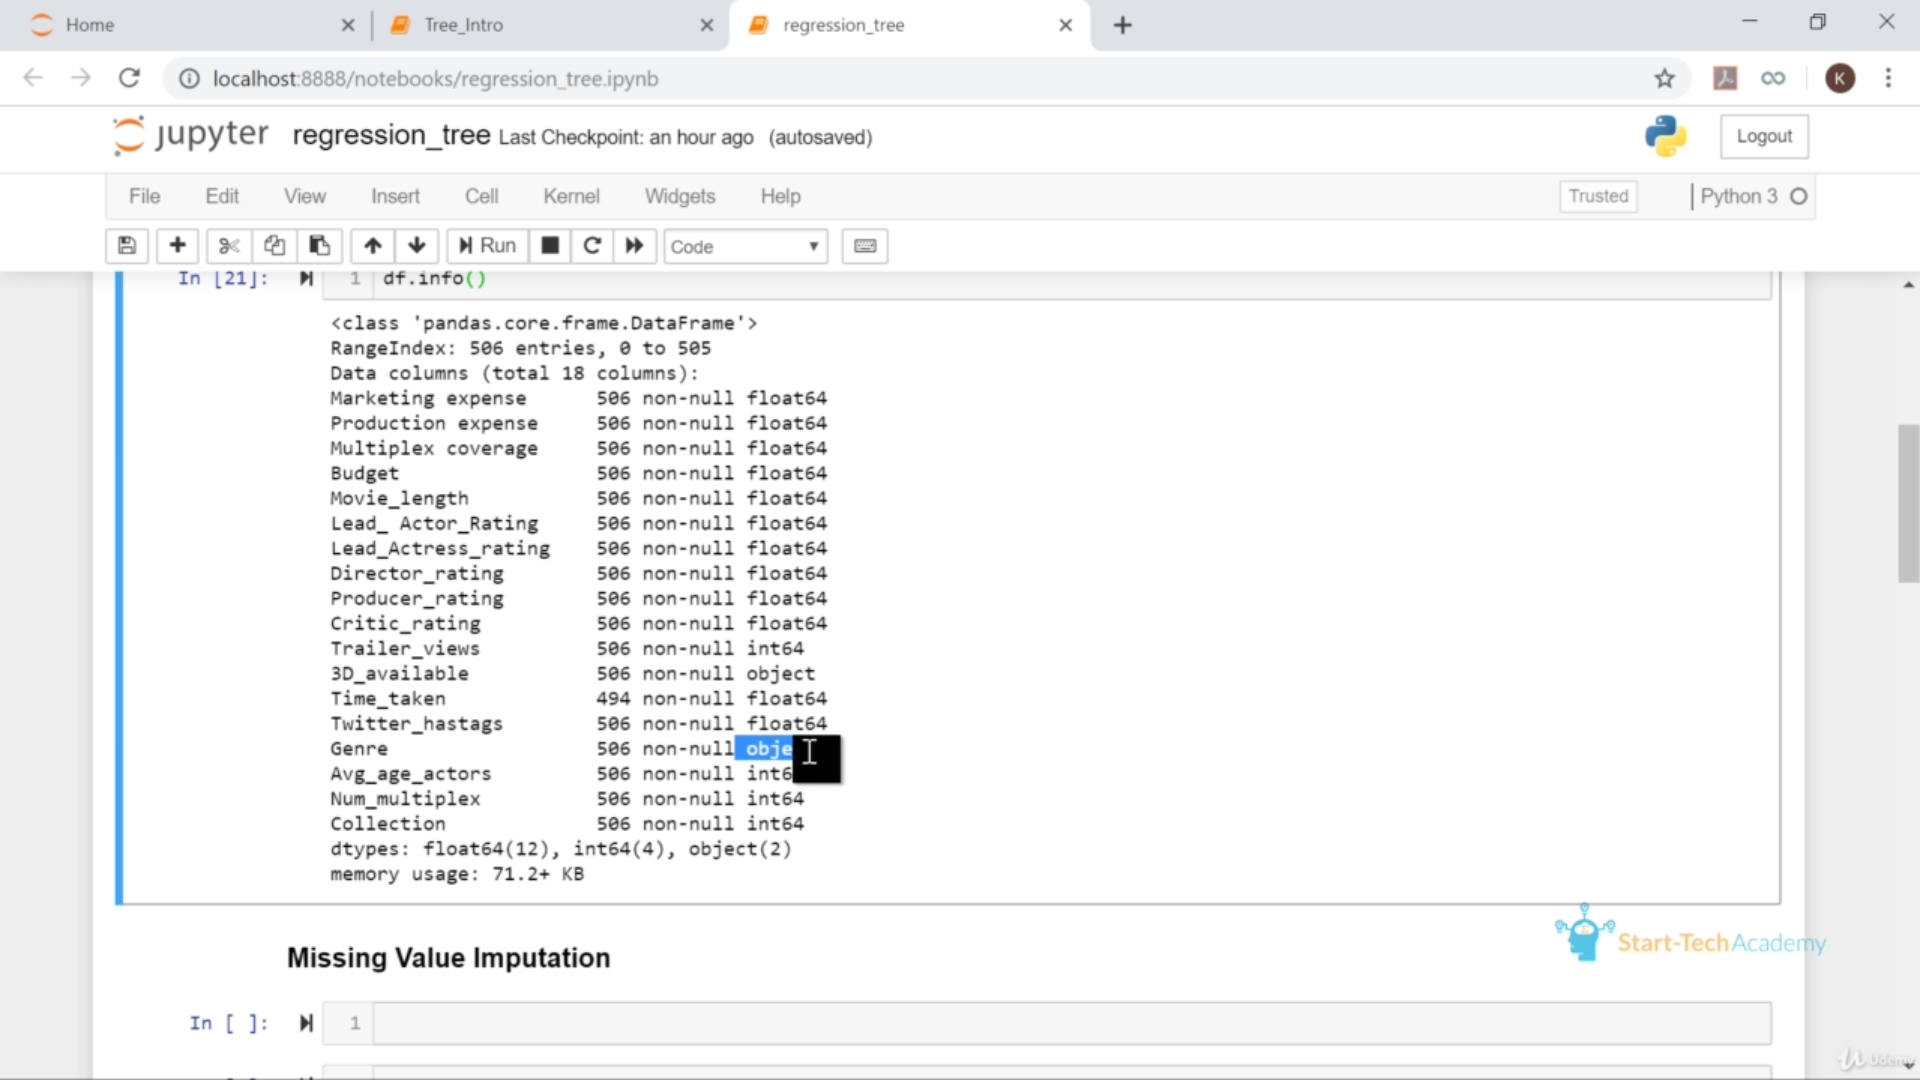 Home
Tree_Intro
regression_tree
localhost:8888/notebooks/regression_tree.ipynb
K
jupyter regression_tree Last Checkpoint: an hour ago (autosaved)
Logout
File Edit View Insert Cell Kernel Widgets Help
Trusted
Python 3
Run
Code
In [21]: 1 df.info()
<class 'pandas.core.frame.DataFrame'>
RangeIndex: 506 entries, 0 to 505
Data columns (total 18 columns):
Marketing expense 506 non-null float64
Production expense 506 non-null float64
Multiplex coverage 506 non-null float64
Budget 506 non-null float64
Movie_length 506 non-null float64
Lead_ Actor_Rating 506 non-null float64
Lead_Actress_rating 506 non-null float64
Director_rating 506 non-null float64
Producer_rating 506 non-null float64
Critic_rating 506 non-null float64
Trailer_views 506 non-null int64
3D_available 506 non-null object
Time_taken 494 non-null float64
Twitter_hastags 506 non-null float64
Genre 506 non-null obje
Avg_age_actors 506 non-null int6
Num_multiplex 506 non-null int64
Collection 506 non-null int64
dtypes: float64(12), int64(4), object(2)
memory usage: 71.2+ KB
Start-TechAcademy
Missing Value Imputation
In [ ]: 1
Udemy